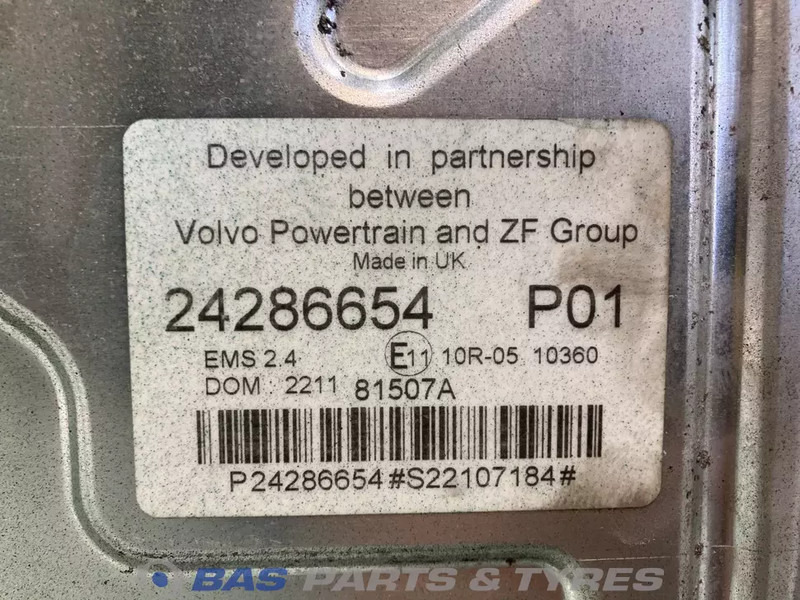 Developed in partnership
between
Volvo Powertrain and ZF Group
Made in UK
24286654 P01
EMS 2.4 E11 10R-05 10360
DOM : 2211 81507A
P24286654#S22107184#
BAS PARTS & TYRES